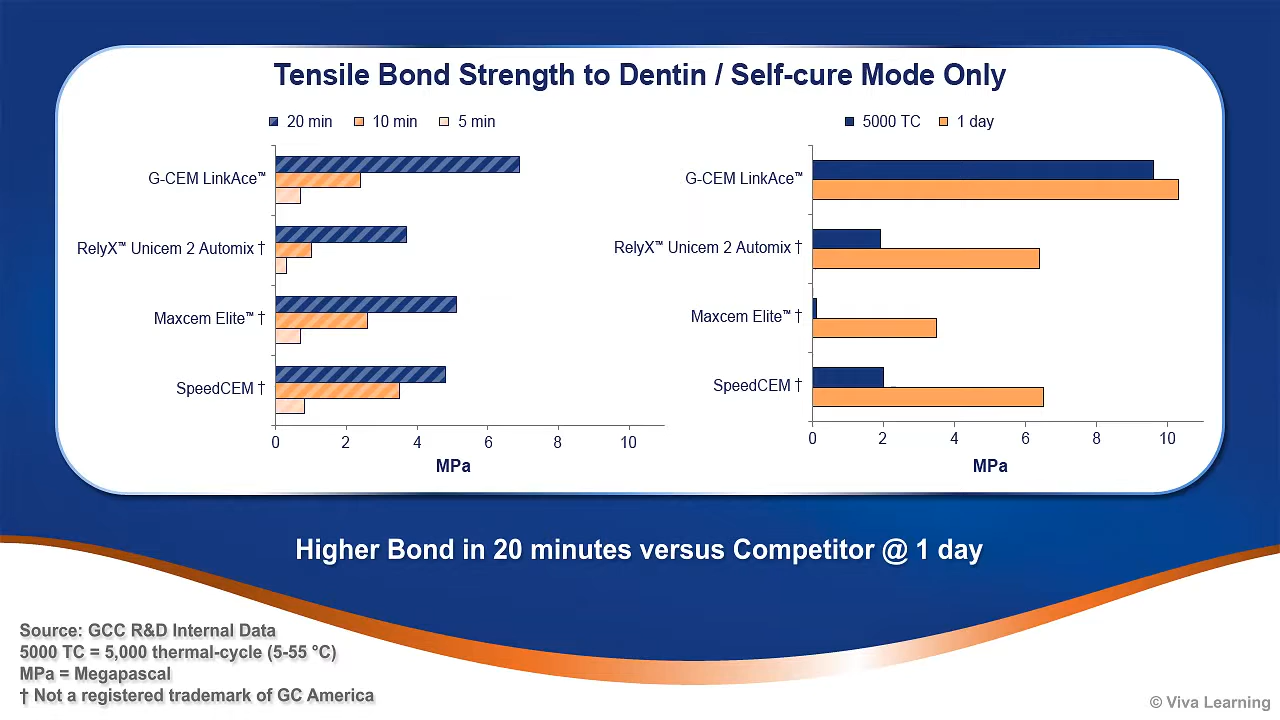 Tensile Bond Strength to Dentin / Self-cure Mode Only
20 min 10 min 5 min
G-CEM LinkAce™
RelyX™ Unicem 2 Automix †
Maxcem Elite™ †
SpeedCEM †
0 2 4 6 8 10
MPa
5000 TC 1 day
G-CEM LinkAce™
RelyX™ Unicem 2 Automix †
Maxcem Elite™ †
SpeedCEM †
0 2 4 6 8 10
MPa
Higher Bond in 20 minutes versus Competitor @ 1 day
Source: GCC R&D Internal Data
5000 TC = 5,000 thermal-cycle (5-55 °C)
MPa = Megapascal
† Not a registered trademark of GC America
© Viva Learning